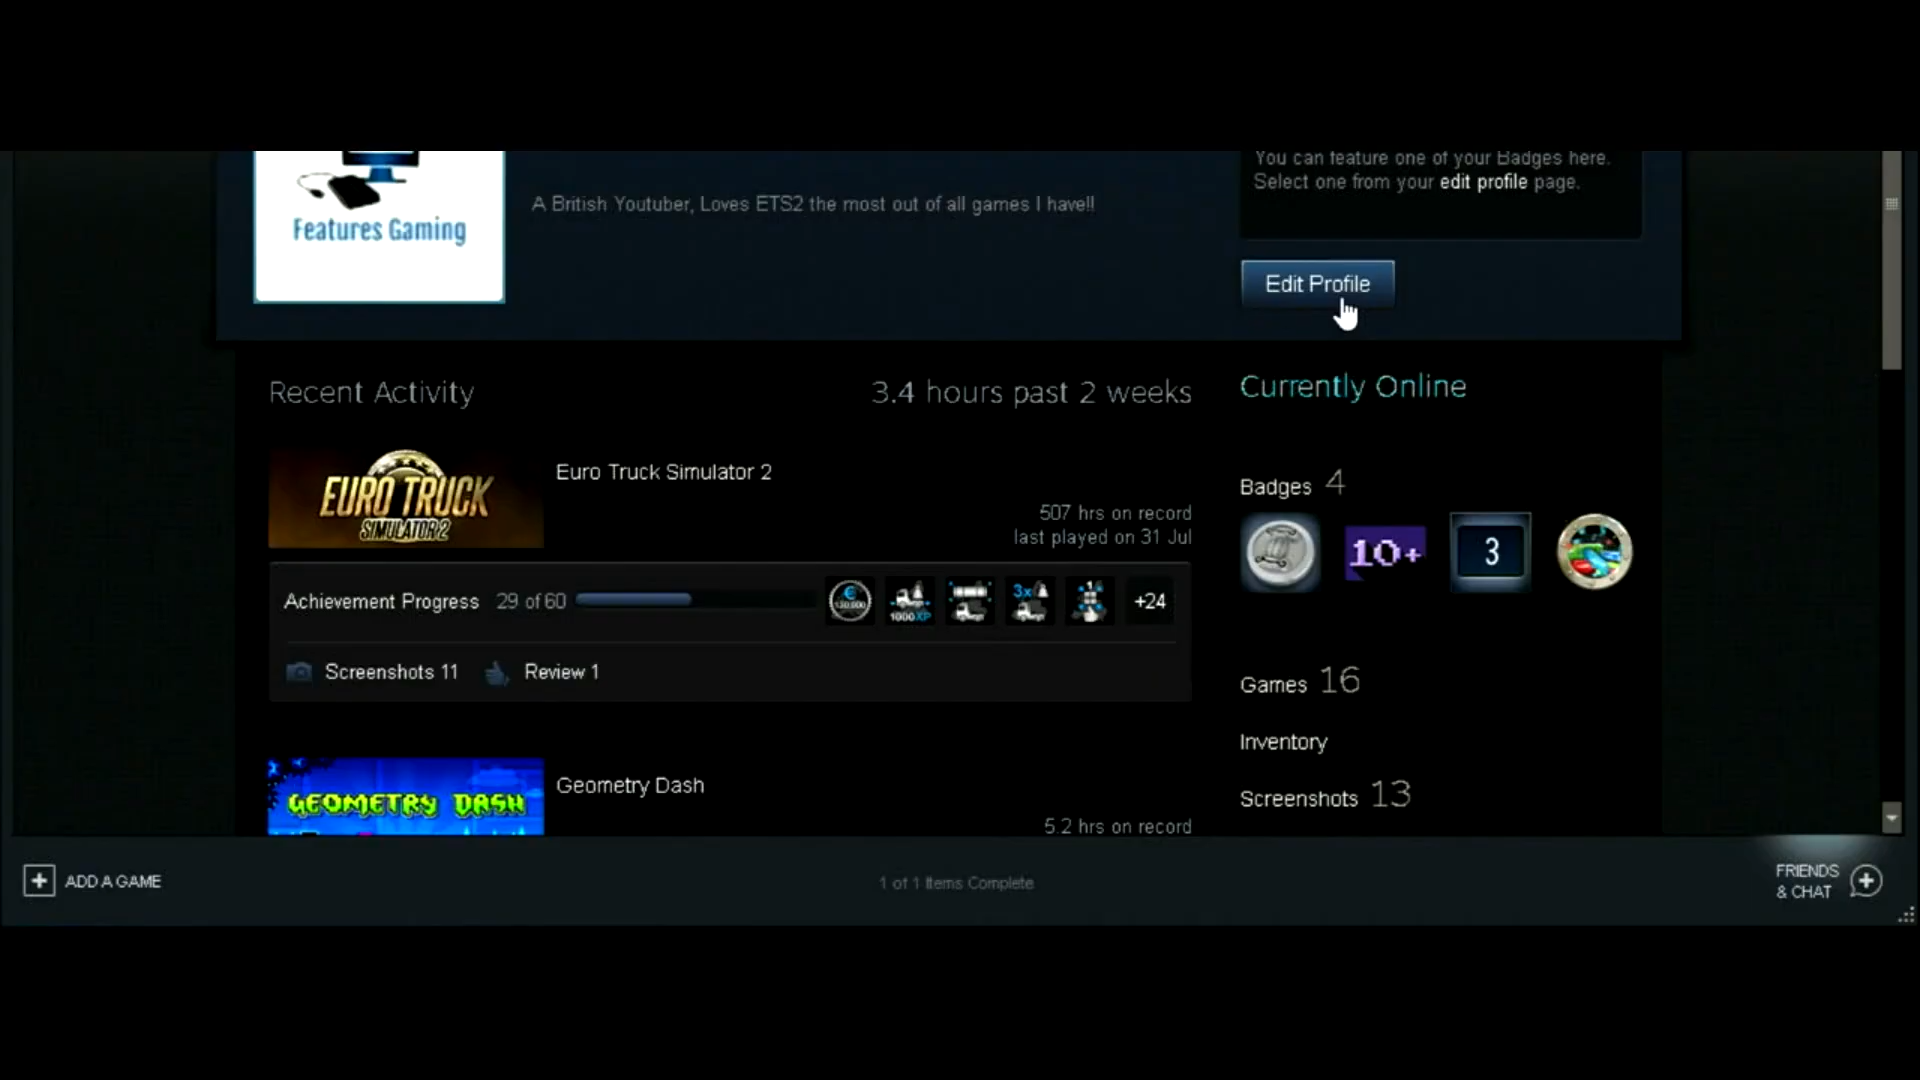 You can feature one of your Badges here.
Select one from your edit profile page.
Features Gaming
A British Youtuber, Loves ETS2 the most out of all games I have!!
Edit Profile
Recent Activity
3.4 hours past 2 weeks
Currently Online
EURO TRUCK
SIMULATOR 2
Euro Truck Simulator 2
507 hrs on record
last played on 31 Jul
Badges 4
10+
3
Achievement Progress 29 of 60
1000XP
3x
1
+24
Screenshots 11
Review 1
Games 16
Inventory
GEOMETRY DASH
Geometry Dash
5.2 hrs on record
Screenshots 13
ADD A GAME
1 of 1 Items Complete
FRIENDS
& CHAT